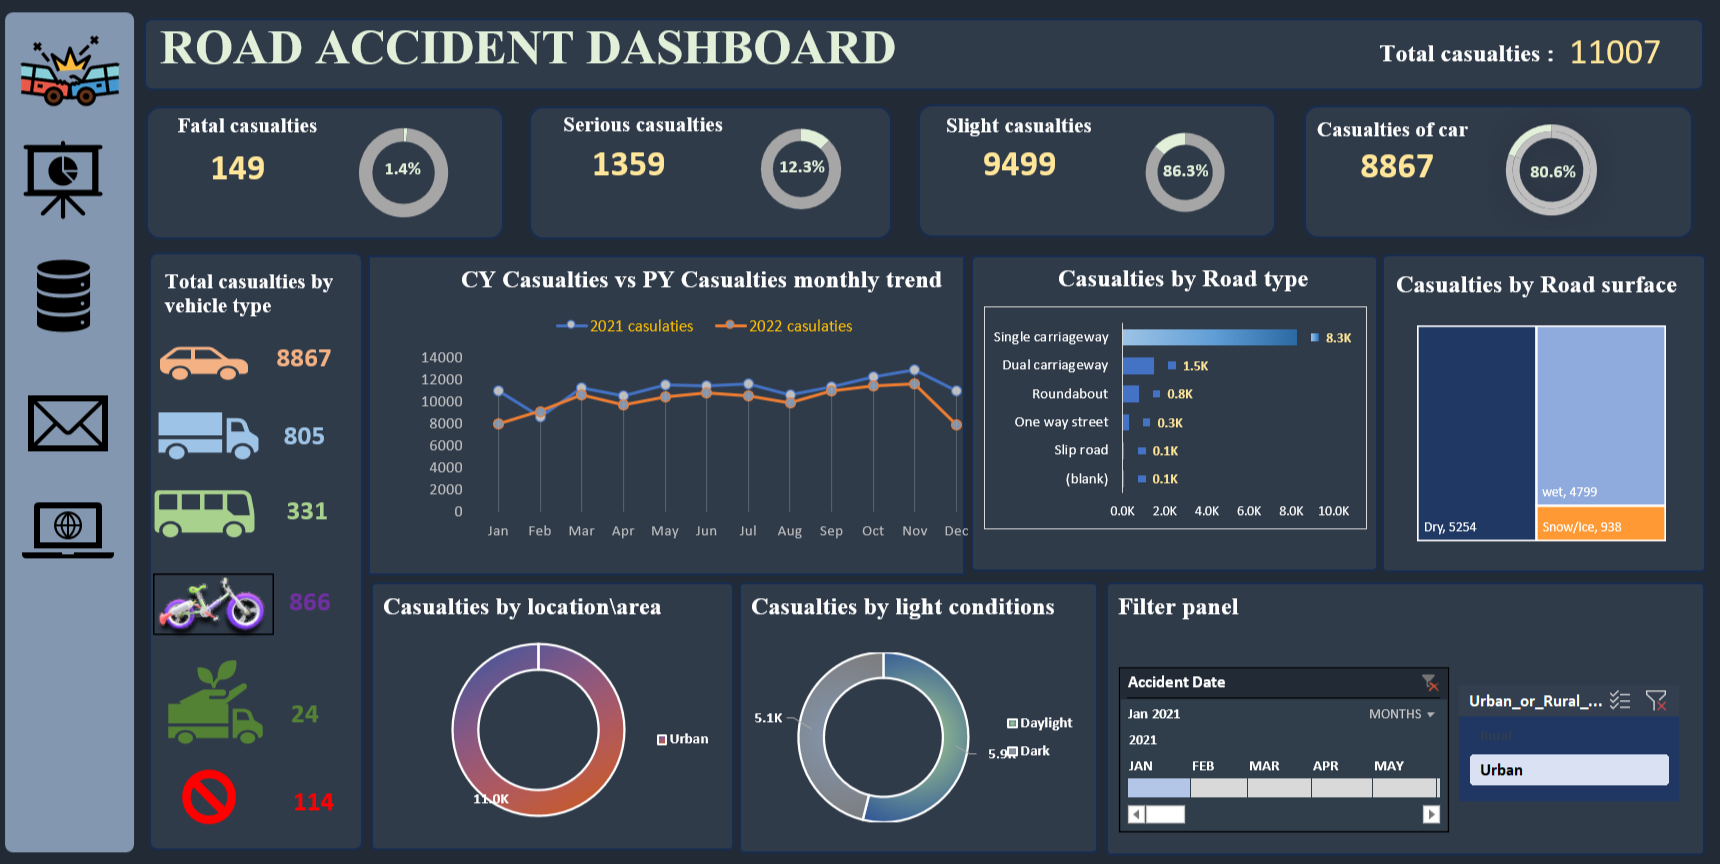 ROAD ACCIDENT DASHBOARD
Total casualties :
11007
Fatal casualties
149
1.4%
Serious casualties
1359
12.3%
Slight casualties
9499
86.3%
Casualties of car
8867
80.6%
Total casualties by
vehicle type
8867
805
331
866
24
114
CY Casualties vs PY Casualties monthly trend
2021 casulaties
2022 casulaties
14000
12000
10000
8000
6000
4000
2000
0
Jan Feb Mar Apr May Jun Jul Aug Sep Oct Nov Dec
Casualties by Road type
Single carriageway 8.3K
Dual carriageway 1.5K
Roundabout 0.8K
One way street 0.3K
Slip road 0.1K
(blank) 0.1K
0.0K 2.0K 4.0K 6.0K 8.0K 10.0K
Casualties by Road surface
wet, 4799
Dry, 5254
Snow/Ice, 938
Casualties by location\area
Urban
11.0K
Casualties by light conditions
5.1K
Daylight
Dark
Filter panel
Accident Date
Jan 2021
MONTHS
2021
JAN FEB MAR APR MAY
Urban_or_Rural_...
Rural
Urban